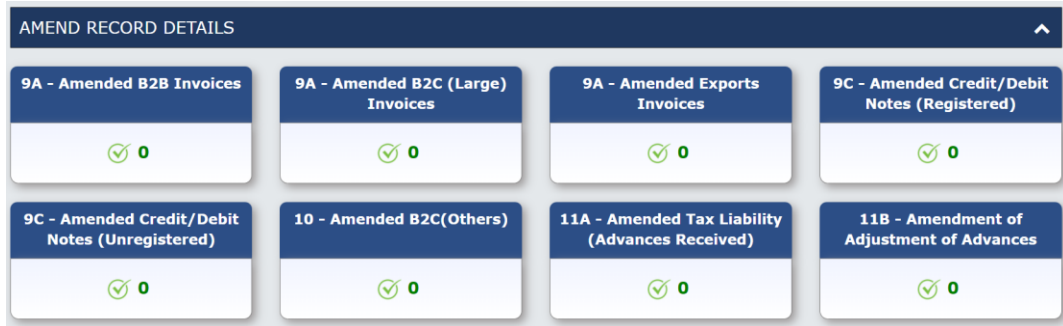 AMEND RECORD DETAILS
9A - Amended B2B Invoices
0
9A - Amended B2C (Large)
Invoices
0
9A - Amended Exports
Invoices
0
9C - Amended Credit/Debit
Notes (Registered)
0
9C - Amended Credit/Debit
Notes (Unregistered)
0
10 - Amended B2C(Others)
0
11A - Amended Tax Liability
(Advances Received)
0
11B - Amendment of
Adjustment of Advances
0